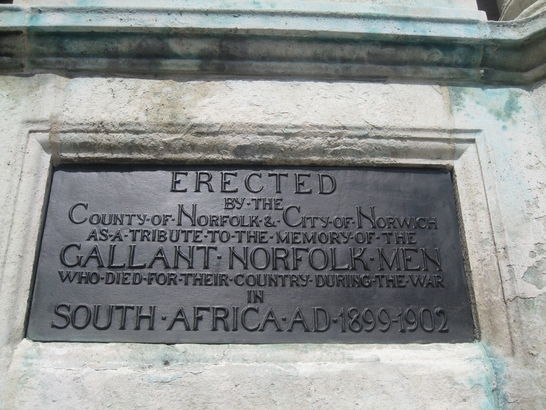 ERECTED
BY·THE
COUNTY·OF·NORFOLK·&·CITY·OF·NORWICH
AS·A·TRIBUTE·TO·THE·MEMORY·OF·THE
GALLANT·NORFOLK·MEN
WHO·DIED·FOR·THEIR·COUNTRY·DURING·THE·WAR
IN
SOUTH·AFRICA·A.D·1899-1902